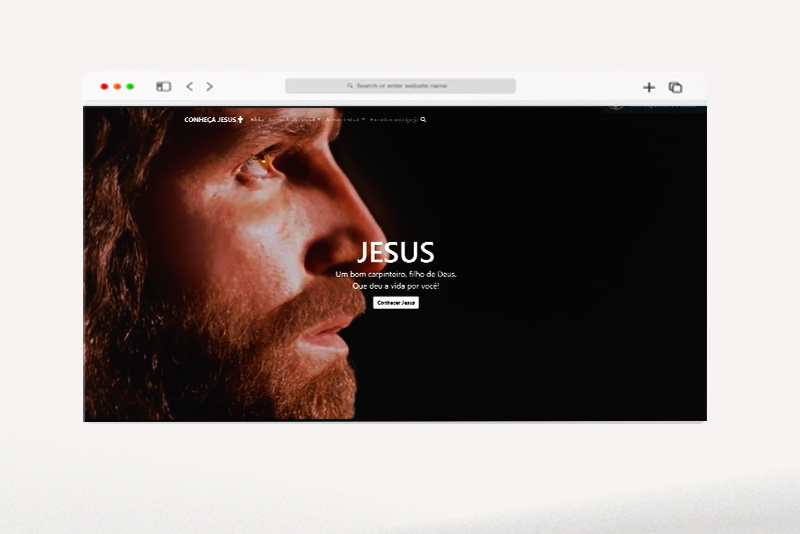 Search or enter website name
CONHEÇA JESUS
JESUS
Um bom carpinteiro, filho de Deus.
Que deu a vida por você!
Conhecer Jesus